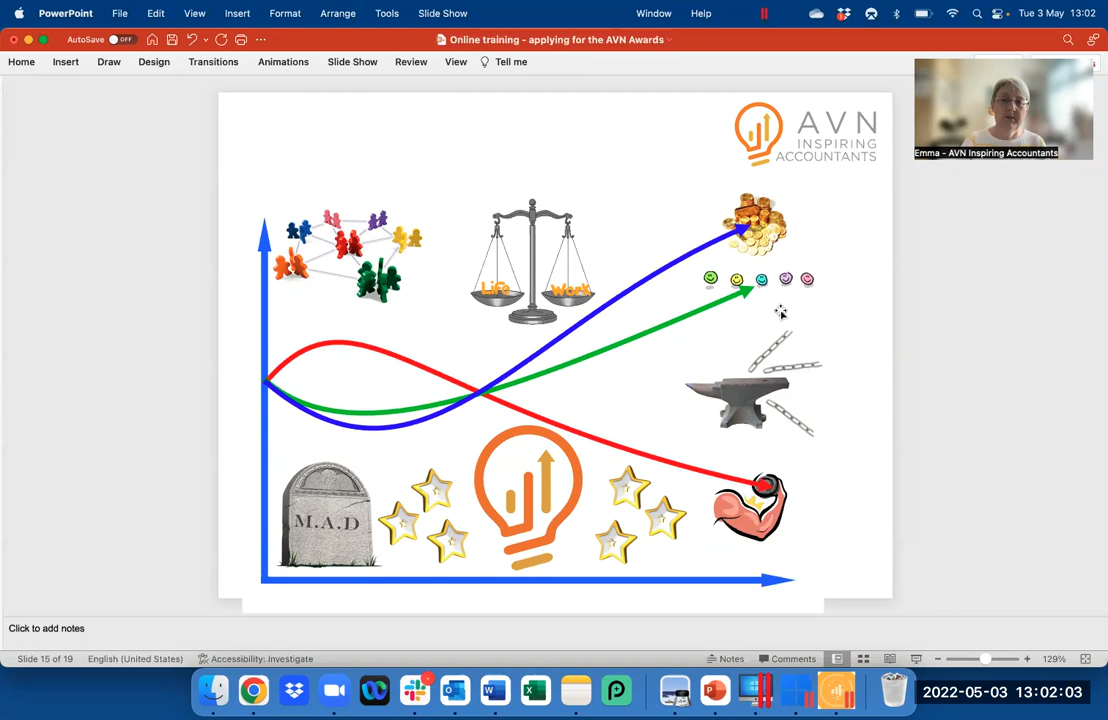 PowerPoint File Edit View Insert Format Arrange Tools Slide Show Window Help Tue 3 May 13:02
AutoSave OFF Online training - applying for the AVN Awards
Home Insert Draw Design Transitions Animations Slide Show Review View Tell me
Emma - AVN Inspiring Accountants
AVN
INSPIRING
ACCOUNTANTS
Life Work
M.A.D
Click to add notes
Slide 15 of 19 English (United States) Accessibility: Investigate Notes Comments 129%
2022-05-03 13:02:03